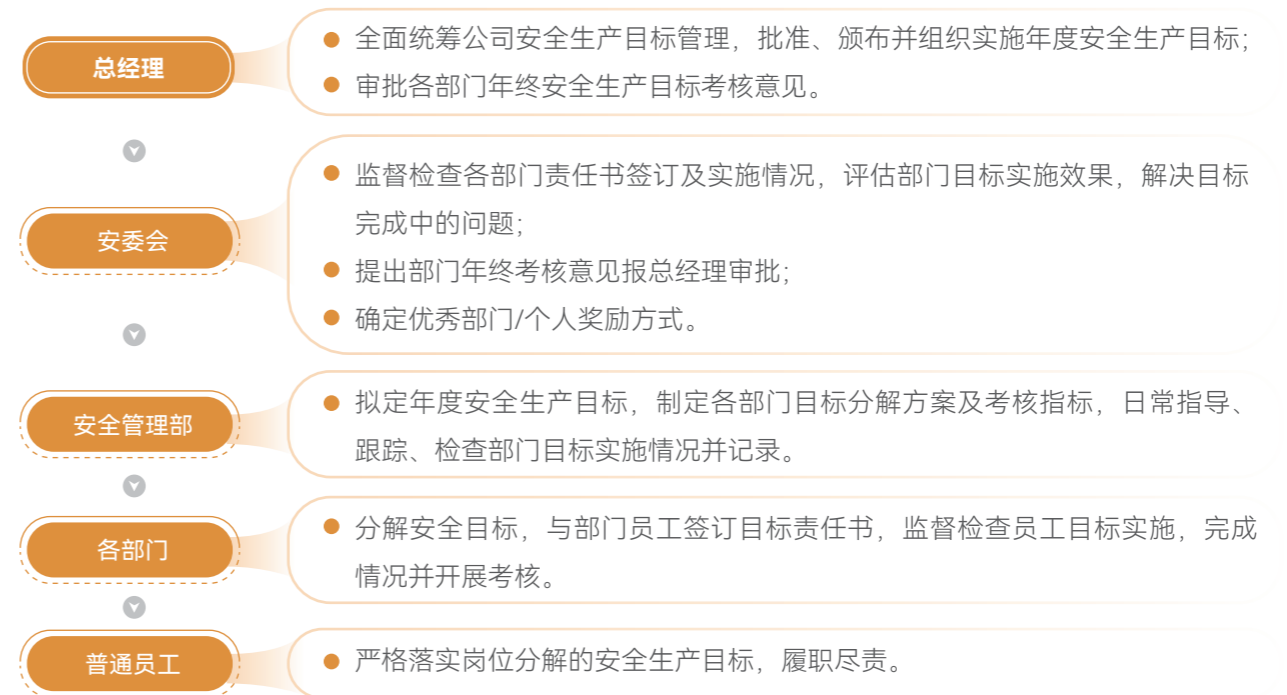 总经理
全面统筹公司安全生产目标管理，批准、颁布并组织实施年度安全生产目标；
审批各部门年终安全生产目标考核意见。
安委会
监督检查各部门责任书签订及实施情况，评估部门目标实施效果，解决目标
完成中的问题；
提出部门年终考核意见报总经理审批；
确定优秀部门/个人奖励方式。
安全管理部
拟定年度安全生产目标，制定各部门目标分解方案及考核指标，日常指导、
跟踪、检查部门目标实施情况并记录。
各部门
分解安全目标，与部门员工签订目标责任书，监督检查员工目标实施，完成
情况并开展考核。
普通员工
严格落实岗位分解的安全生产目标，履职尽责。